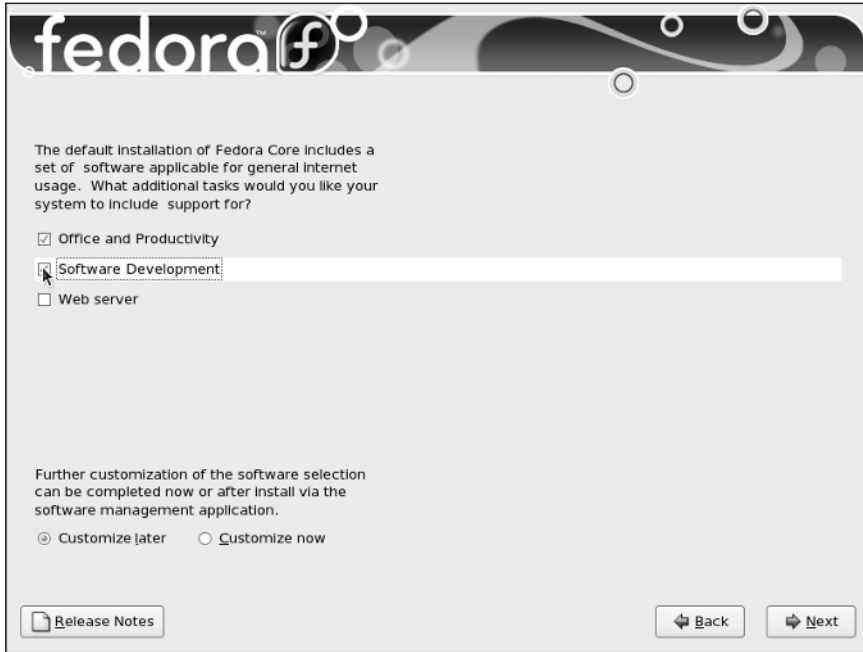 fedora™ f
The default installation of Fedora Core includes a
set of software applicable for general internet
usage. What additional tasks would you like your
system to include support for?
Office and Productivity
Software Development
Web server
Further customization of the software selection
can be completed now or after install via the
software management application.
Customize later Customize now
Release Notes Back Next